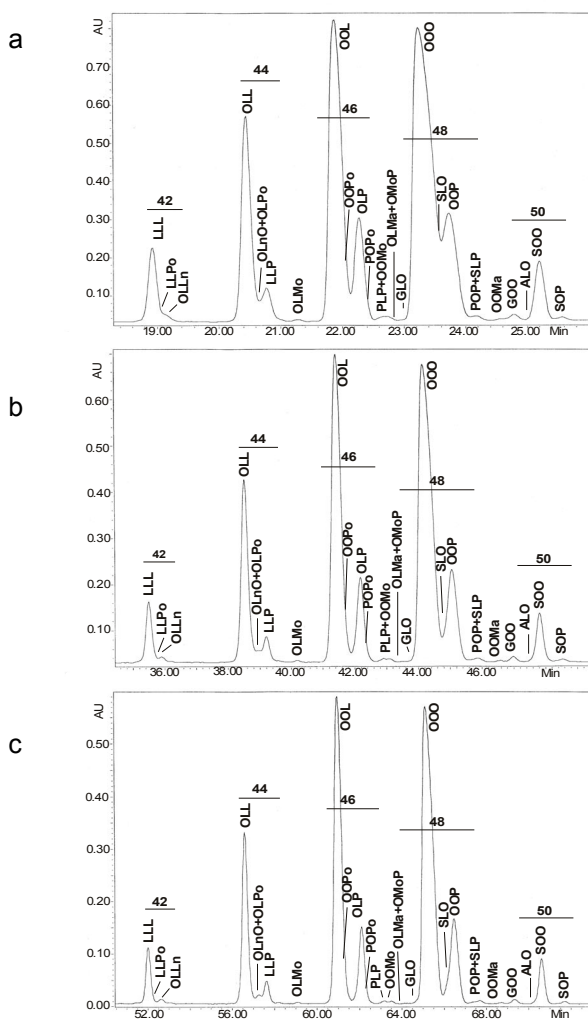 a
AU
0.70
0.60
0.50
0.40
0.30
0.20
0.10
42
LLL
LLPo
OLLn
44
OLL
OLnO+OLPo
LLP
OLMo
46
OOL
OOPo
OLP
POPo
PLP+OOMo
OLMa+OMoP
GLO
48
OOO
SLO
OOP
POP+SLP
OOMa
GOO
50
ALO
SOO
SOP
19.00 20.00 21.00 22.00 23.00 24.00 25.00 Min
b
AU
0.60
0.50
0.40
0.30
0.20
0.10
42
LLL
LLPo
OLLn
44
OLL
OLnO+OLPo
LLP
OLMo
46
OOL
OOPo
OLP
POPo
PLP+OOMo
OLMa+OMoP
GLO
48
OOO
SLO
OOP
POP+SLP
OOMa
GOO
50
ALO
SOO
SOP
36.00 38.00 40.00 42.00 44.00 46.00 Min
c
AU
0.50
0.40
0.30
0.20
0.10
0.00
42
LLL
LLPo
OLLn
44
OLL
OLnO+OLPo
LLP
OLMo
46
OOL
OOPo
OLP
POPo
PLP
OOMo
OLMa+OMoP
GLO
48
OOO
SLO
OOP
POP+SLP
OOMa
GOO
50
ALO
SOO
SOP
52.00 56.00 60.00 64.00 68.00 Min